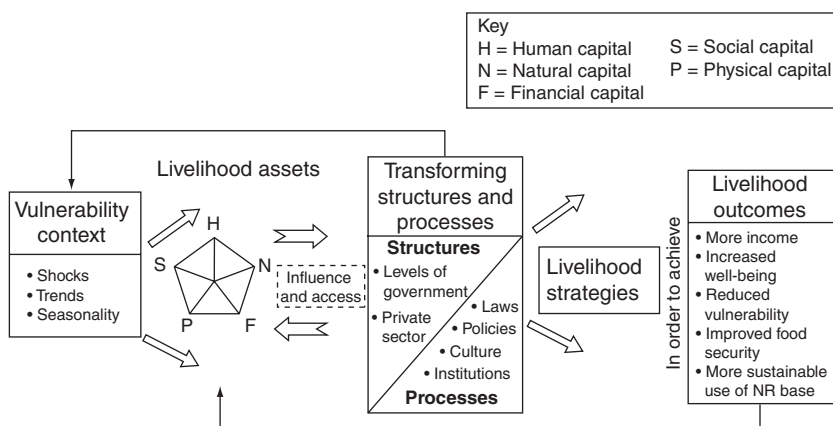 Key
H = Human capital
S = Social capital
N = Natural capital
P = Physical capital
F = Financial capital
Livelihood assets
Vulnerability
context
• Shocks
• Trends
• Seasonality
H
S
N
P
F
Influence
and access
Transforming
structures and
processes
Structures
• Levels of
government
• Private
sector
• Laws
• Policies
• Culture
• Institutions
Processes
Livelihood
strategies
In order to achieve
Livelihood
outcomes
• More income
• Increased
well-being
• Reduced
vulnerability
• Improved food
security
• More sustainable
use of NR base